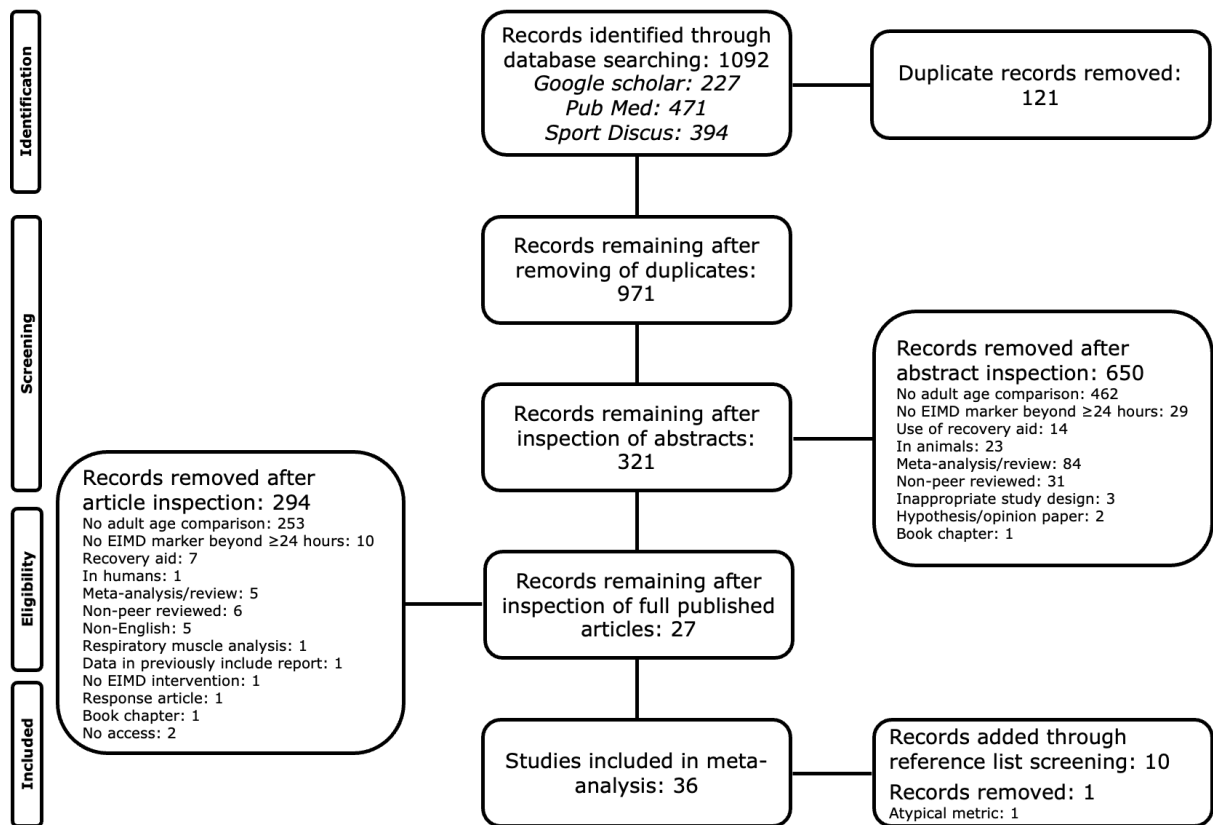 Identification
Records identified through
database searching: 1092
Google scholar: 227
Pub Med: 471
Sport Discus: 394
Duplicate records removed:
121
Screening
Records remaining after
removing of duplicates:
971
Records remaining after
inspection of abstracts:
321
Records removed after
abstract inspection: 650
No adult age comparison: 462
No EIMD marker beyond ≥24 hours: 29
Use of recovery aid: 14
In animals: 23
Meta-analysis/review: 84
Non-peer reviewed: 31
Inappropriate study design: 3
Hypothesis/opinion paper: 2
Book chapter: 1
Eligibility
Records removed after
article inspection: 294
No adult age comparison: 253
No EIMD marker beyond ≥24 hours: 10
Recovery aid: 7
In humans: 1
Meta-analysis/review: 5
Non-peer reviewed: 6
Non-English: 5
Respiratory muscle analysis: 1
Data in previously include report: 1
No EIMD intervention: 1
Response article: 1
Book chapter: 1
No access: 2
Records remaining after
inspection of full published
articles: 27
Included
Studies included in meta-
analysis: 36
Records added through
reference list screening: 10
Records removed: 1
Atypical metric: 1